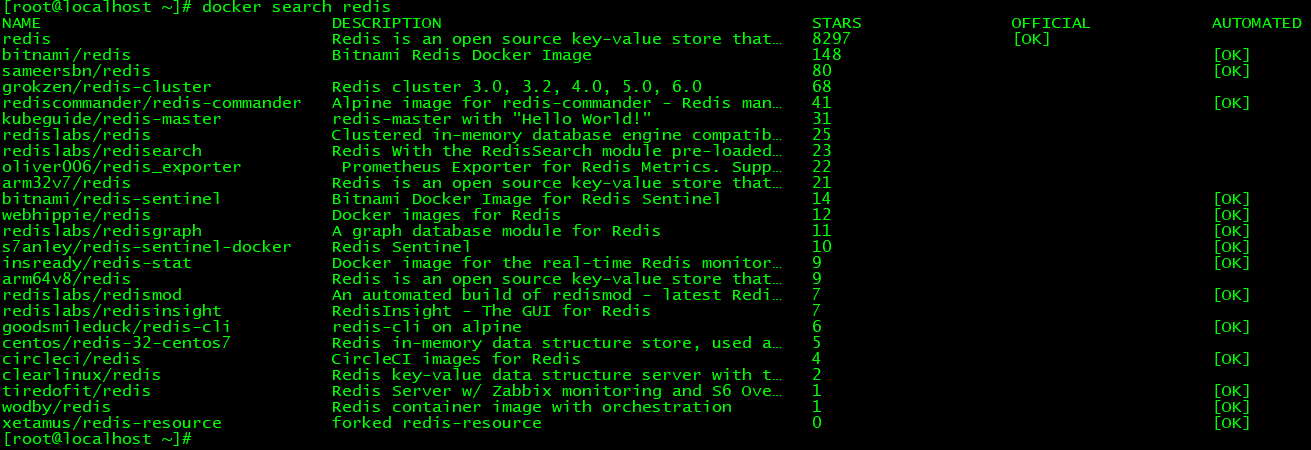 [root@localhost ~]# docker search redis
NAME DESCRIPTION STARS OFFICIAL AUTOMATED
redis Redis is an open source key-value store that… 8297 [OK]
bitnami/redis Bitnami Redis Docker Image 148 [OK]
sameersbn/redis 80 [OK]
grokzen/redis-cluster Redis cluster 3.0, 3.2, 4.0, 5.0, 6.0 68
rediscommander/redis-commander Alpine image for redis-commander - Redis man… 41 [OK]
kubeguide/redis-master redis-master with "Hello World!" 31
redislabs/redis Clustered in-memory database engine compatib… 25
redislabs/redisearch Redis With the RedisSearch module pre-loaded… 23
oliver006/redis_exporter Prometheus Exporter for Redis Metrics. Supp… 22
arm32v7/redis Redis is an open source key-value store that… 21
bitnami/redis-sentinel Bitnami Docker Image for Redis Sentinel 14 [OK]
webhippie/redis Docker images for Redis 12 [OK]
redislabs/redisgraph A graph database module for Redis 11 [OK]
s7anley/redis-sentinel-docker Redis Sentinel 10 [OK]
insready/redis-stat Docker image for the real-time Redis monitor… 9 [OK]
arm64v8/redis Redis is an open source key-value store that… 9
redislabs/redismod An automated build of redismod - latest Redi… 7 [OK]
redislabs/redisinsight RedisInsight - The GUI for Redis 7
goodsmileduck/redis-cli redis-cli on alpine 6 [OK]
centos/redis-32-centos7 Redis in-memory data structure store, used a… 5
circleci/redis CircleCI images for Redis 4 [OK]
clearlinux/redis Redis key-value data structure server with t… 2
tiredofit/redis Redis Server w/ Zabbix monitoring and S6 Ove… 1 [OK]
wodby/redis Redis container image with orchestration 1 [OK]
xetamus/redis-resource forked redis-resource 0 [OK]
[root@localhost ~]#